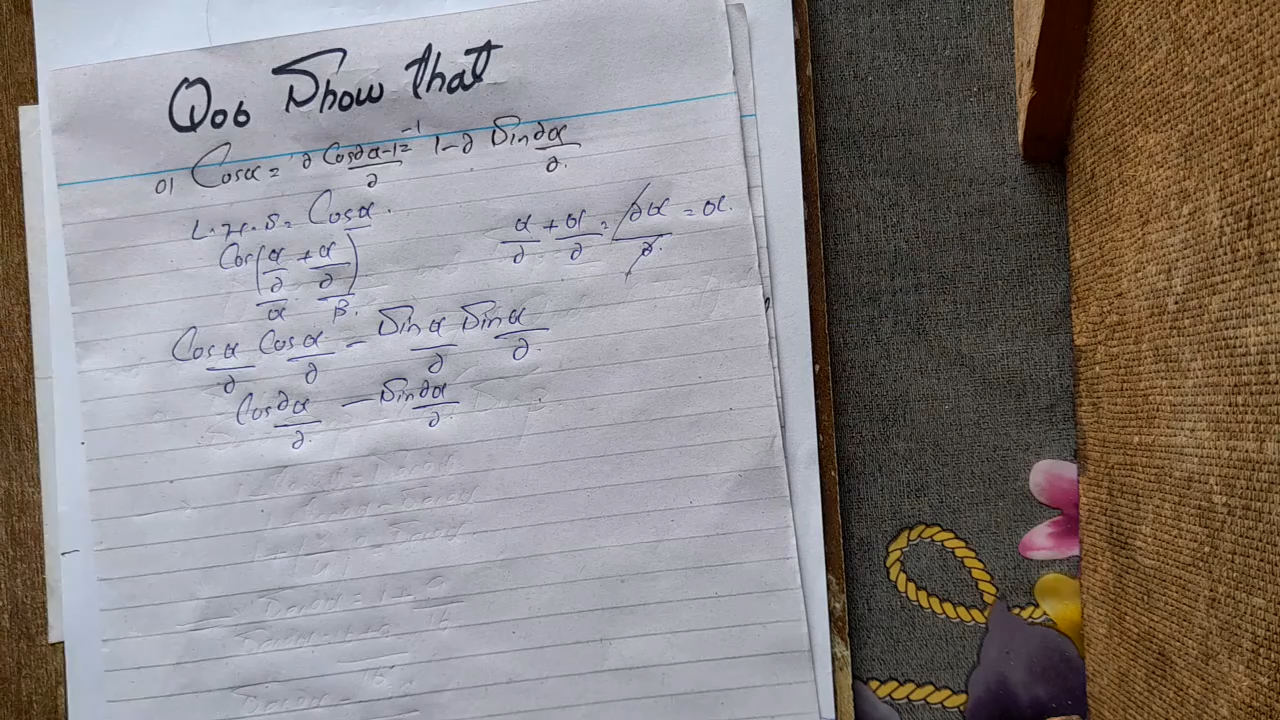 Q06 Show that
01 Cosα = 2 Cos2α/2 -1 = -1 1-2 Sin2α/2.
L.H.S = Cosα.
α/2 + α/2 = 2α/2. = α.
Cos(α/2 + α/2)
α β.
Cosα/2 Cosα/2 - Sinα/2 Sinα/2.
Cos2α/2. - Sin2α/2.